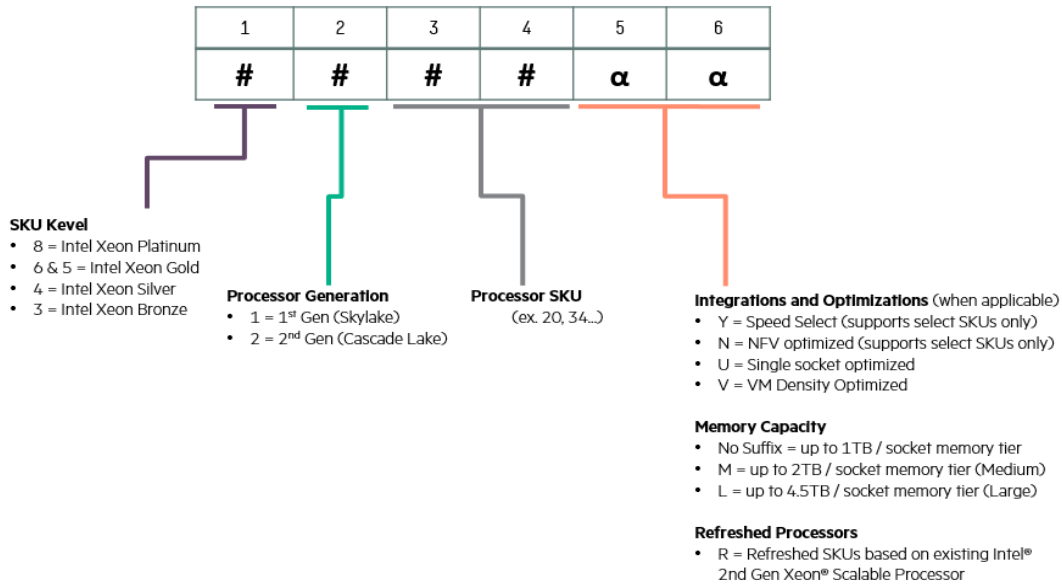 1 2 3 4 5 6
# # # # α α
SKU Kevel
• 8 = Intel Xeon Platinum
• 6 & 5 = Intel Xeon Gold
• 4 = Intel Xeon Silver
• 3 = Intel Xeon Bronze
Processor Generation
• 1 = 1st Gen (Skylake)
• 2 = 2nd Gen (Cascade Lake)
Processor SKU
(ex. 20, 34...)
Integrations and Optimizations (when applicable)
• Y = Speed Select (supports select SKUs only)
• N = NFV optimized (supports select SKUs only)
• U = Single socket optimized
• V = VM Density Optimized
Memory Capacity
• No Suffix = up to 1TB / socket memory tier
• M = up to 2TB / socket memory tier (Medium)
• L = up to 4.5TB / socket memory tier (Large)
Refreshed Processors
• R = Refreshed SKUs based on existing Intel®
2nd Gen Xeon® Scalable Processor